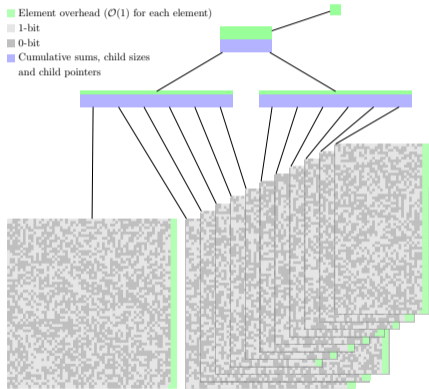 Element overhead (𝒪(1) for each element)
1-bit
0-bit
Cumulative sums, child sizes
and child pointers